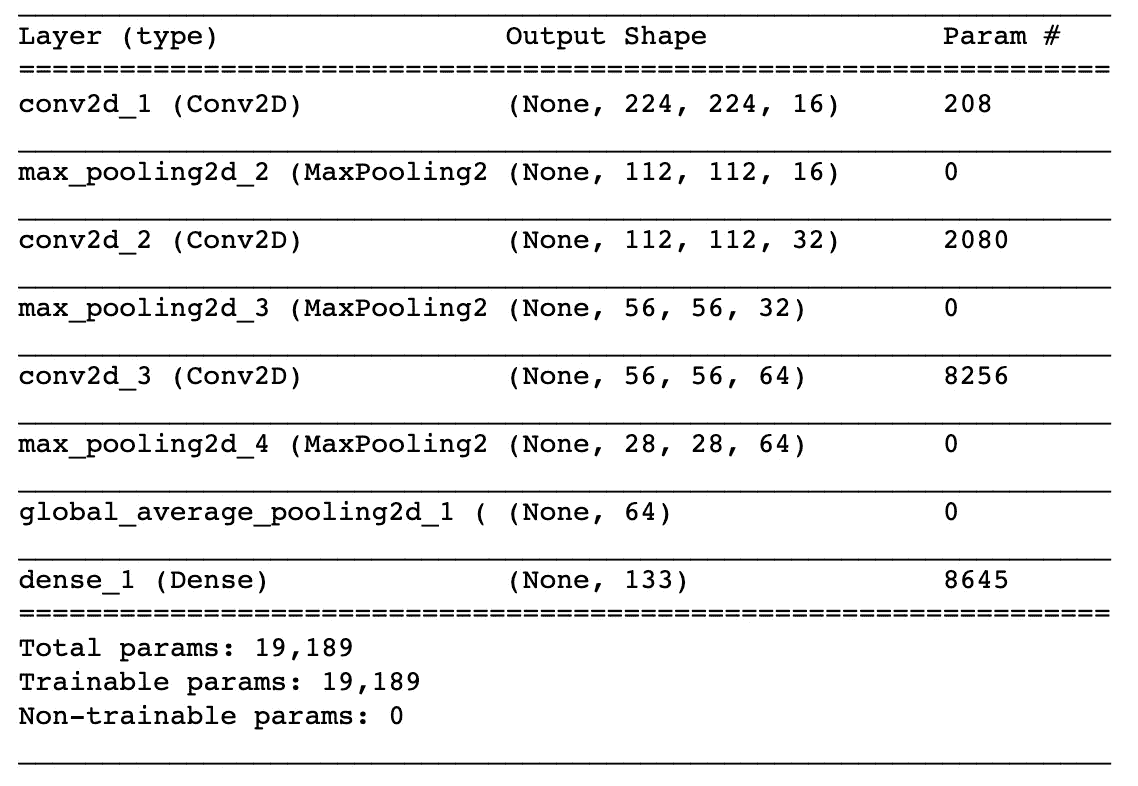 Layer (type) Output Shape Param #
conv2d_1 (Conv2D) (None, 224, 224, 16) 208
max_pooling2d_2 (MaxPooling2 (None, 112, 112, 16) 0
conv2d_2 (Conv2D) (None, 112, 112, 32) 2080
max_pooling2d_3 (MaxPooling2 (None, 56, 56, 32) 0
conv2d_3 (Conv2D) (None, 56, 56, 64) 8256
max_pooling2d_4 (MaxPooling2 (None, 28, 28, 64) 0
global_average_pooling2d_1 ( (None, 64) 0
dense_1 (Dense) (None, 133) 8645
Total params: 19,189
Trainable params: 19,189
Non-trainable params: 0